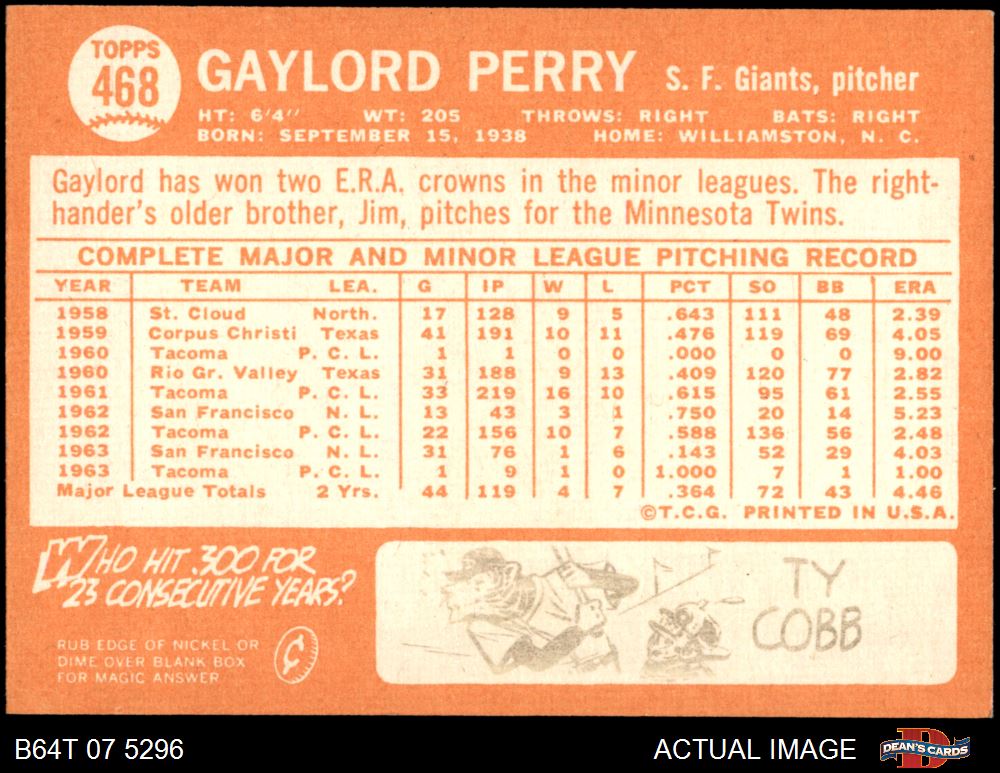 TOPPS
468
GAYLORD PERRY S. F. Giants, pitcher
HT: 6'4" WT: 205 THROWS: RIGHT BATS: RIGHT
BORN: SEPTEMBER 15, 1938 HOME: WILLIAMSTON, N. C.
Gaylord has won two E.R.A. crowns in the minor leagues. The right-
hander's older brother, Jim, pitches for the Minnesota Twins.
COMPLETE MAJOR AND MINOR LEAGUE PITCHING RECORD
YEAR TEAM LEA. G IP W L PCT SO BB ERA
1958 St. Cloud North. 17 128 9 5 .643 111 48 2.39
1959 Corpus Christi Texas 41 191 10 11 .476 119 69 4.05
1960 Tacoma P. C. L. 1 1 0 0 .000 0 0 9.00
1960 Rio Gr. Valley Texas 31 188 9 13 .409 120 77 2.82
1961 Tacoma P. C. L. 33 219 16 10 .615 95 61 2.55
1962 San Francisco N. L. 13 43 3 1 .750 20 14 5.23
1962 Tacoma P. C. L. 22 156 10 7 .588 136 56 2.48
1963 San Francisco N. L. 31 76 1 6 .143 52 29 4.03
1963 Tacoma P. C. L. 1 9 1 0 1.000 7 1 1.00
Major League Totals 2 Yrs. 44 119 4 7 .364 72 43 4.46
©T.C.G. PRINTED IN U.S.A.
WHO HIT .300 FOR
23 CONSECUTIVE YEARS?
RUB EDGE OF NICKEL OR
DIME OVER BLANK BOX
FOR MAGIC ANSWER
¢
TY
COBB
B64T 07 5296 ACTUAL IMAGE
DEAN'S CARDS